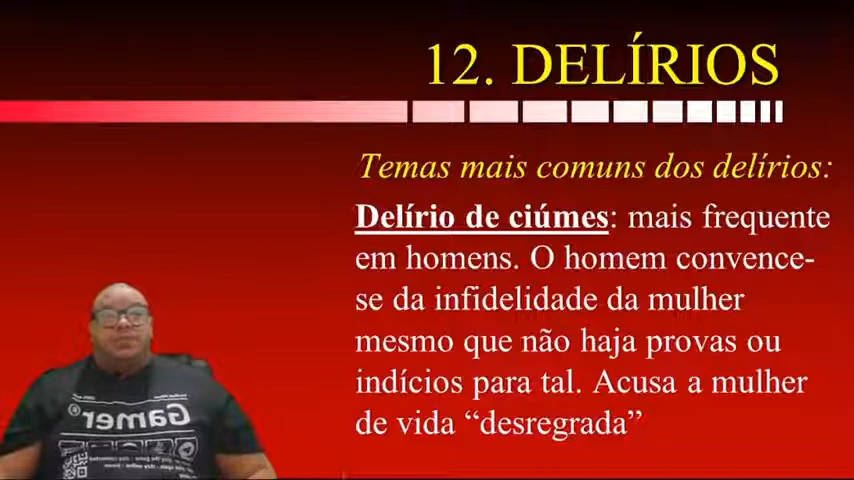 12. DELÍRIOS
Temas mais comuns dos delírios:
Delírio de ciúmes: mais frequente
em homens. O homem convence-
se da infidelidade da mulher
mesmo que não haja provas ou
indícios para tal. Acusa a mulher
de vida “desregrada”
Gamer®